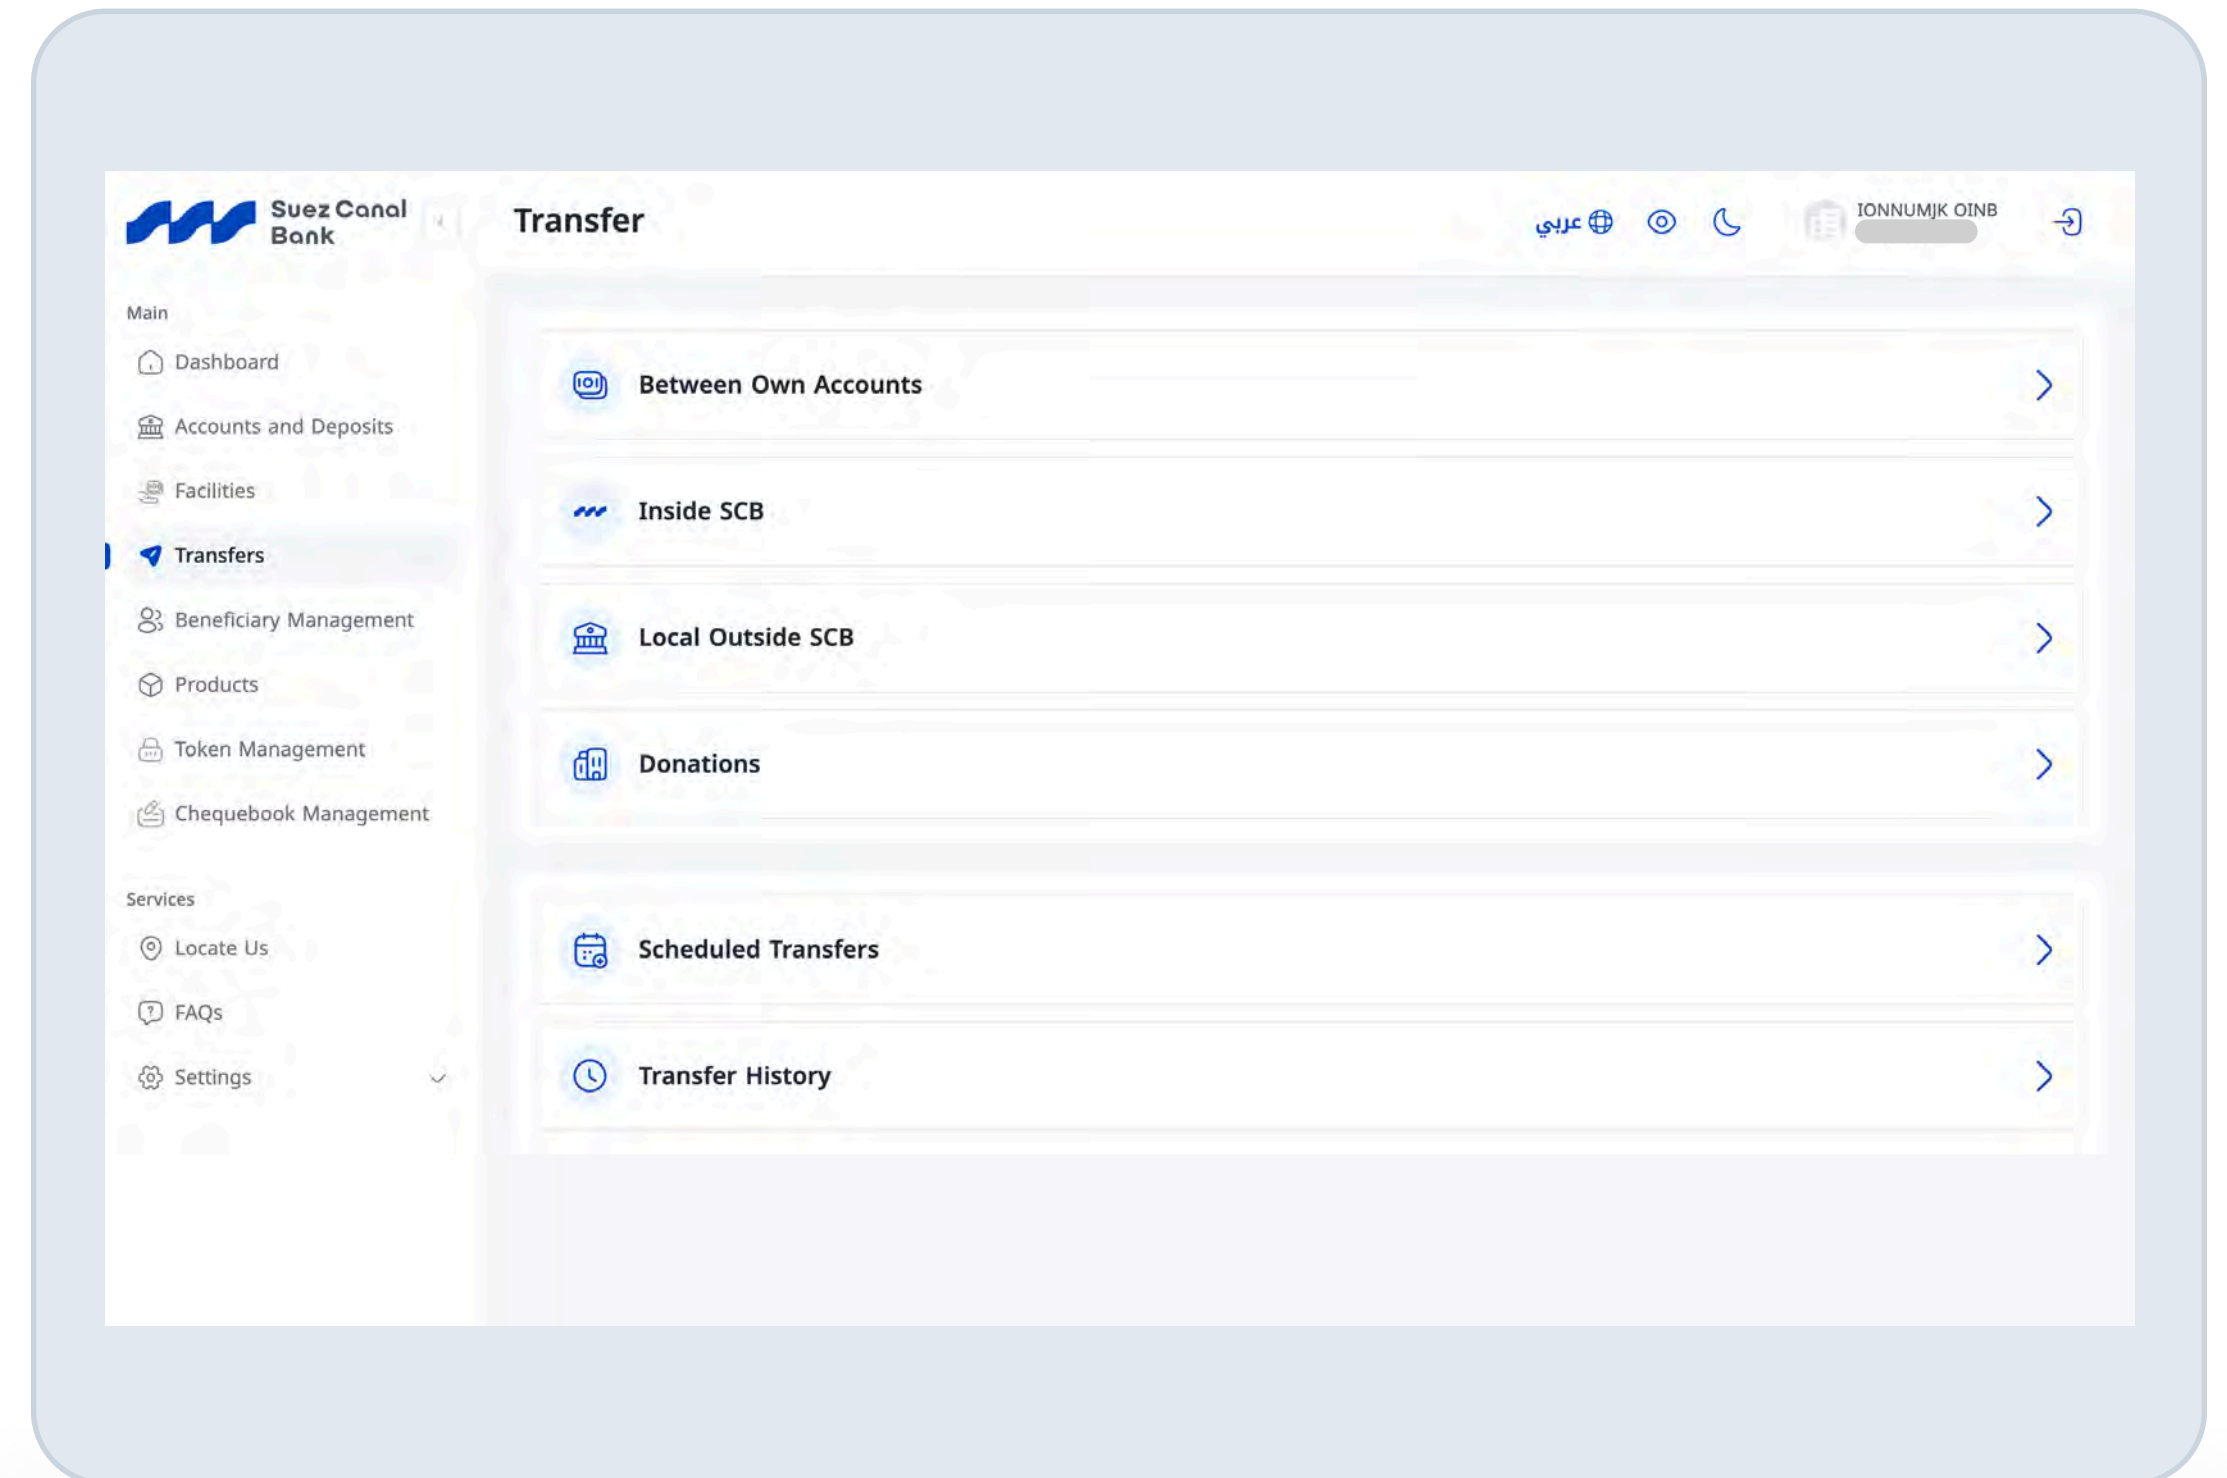 Suez Canal
Bank
Transfer
عربي
IONNUMJK OINB
Main
Dashboard
Accounts and Deposits
Facilities
Transfers
Beneficiary Management
Products
Token Management
Chequebook Management
Services
Locate Us
FAQs
Settings
Between Own Accounts
Inside SCB
Local Outside SCB
Donations
Scheduled Transfers
Transfer History